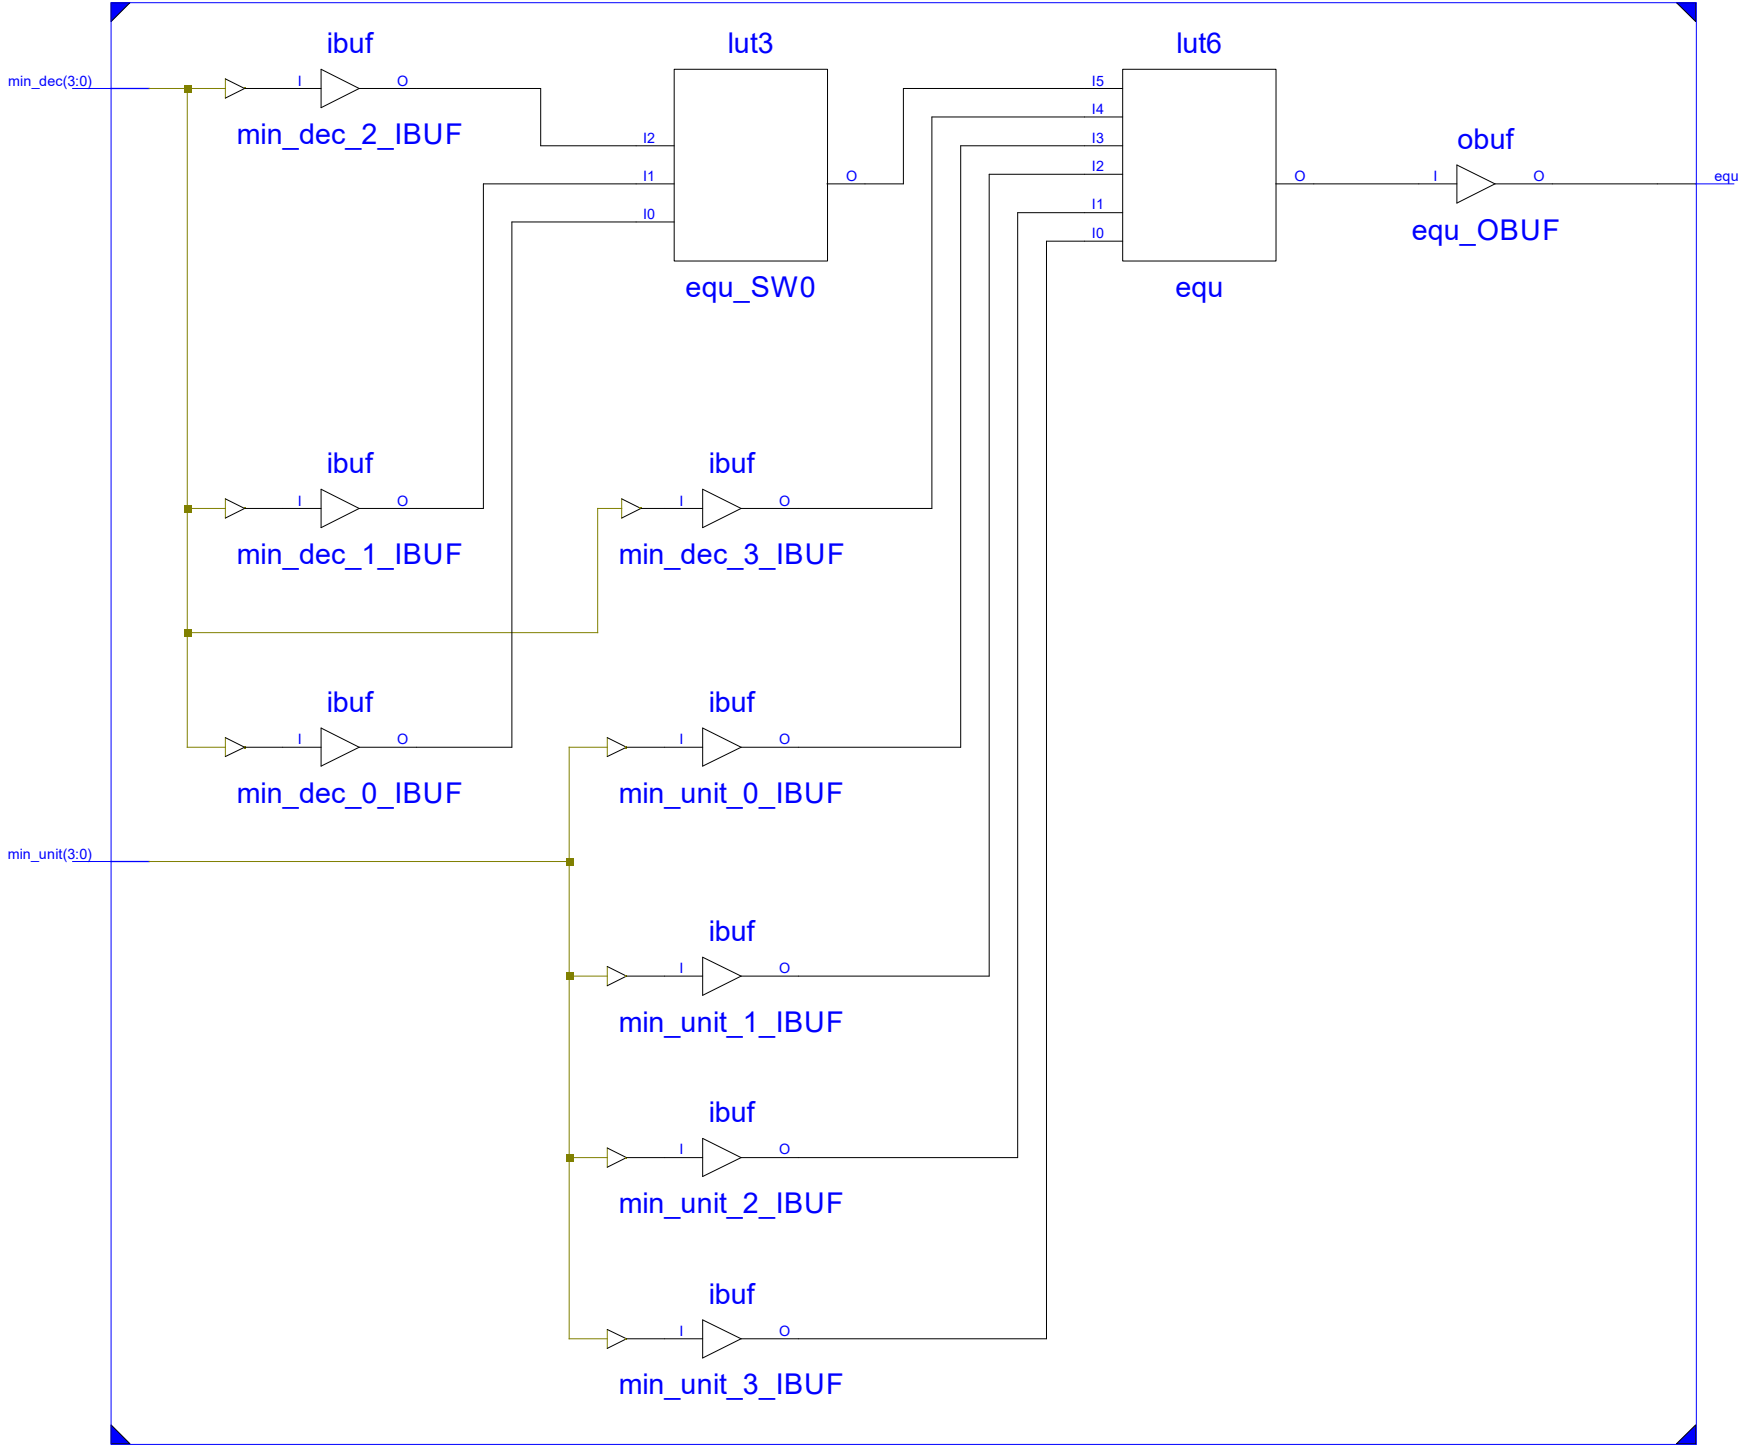 ibuf
lut3
lut6
min_dec(3:0)
I
O
I5
I4
min_dec_2_IBUF
I2
I3
obuf
I1
O
I2
O
I
O
equ
I0
I1
I0
equ_OBUF
equ_SW0
equ
ibuf
ibuf
I
O
I
O
min_dec_1_IBUF
min_dec_3_IBUF
ibuf
ibuf
I
O
I
O
min_dec_0_IBUF
min_unit_0_IBUF
min_unit(3:0)
ibuf
I
O
min_unit_1_IBUF
ibuf
I
O
min_unit_2_IBUF
ibuf
I
O
min_unit_3_IBUF